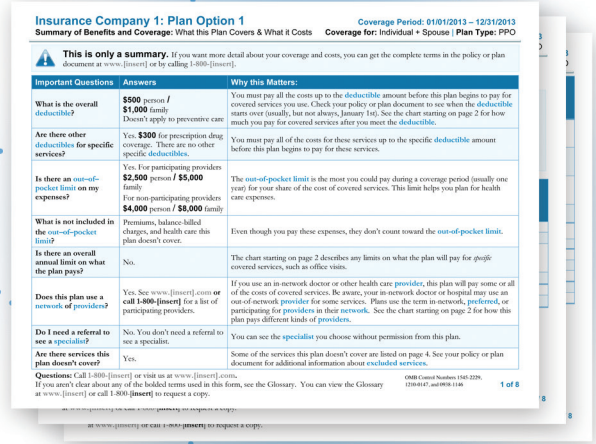 Insurance Company 1: Plan Option 1
Coverage Period: 01/01/2013 – 12/31/2013
Summary of Benefits and Coverage: What this Plan Covers & What it Costs
Coverage for: Individual + Spouse | Plan Type: PPO
This is only a summary. If you want more detail about your coverage and costs, you can get the complete terms in the policy or plan
document at www.[insert] or by calling 1-800-[insert].
Important Questions
Answers
Why this Matters:
What is the overall
deductible?
$500 person /
$1,000 family
Doesn't apply to preventive care
You must pay all the costs up to the deductible amount before this plan begins to pay for
covered services you use. Check your policy or plan document to see when the deductible
starts over (usually, but not always, January 1st). See the chart starting on page 2 for how
much you pay for covered services after you meet the deductible.
Are there other
deductibles for specific
services?
Yes. $300 for prescription drug
coverage. There are no other
specific deductibles.
You must pay all of the costs for these services up to the specific deductible amount
before this plan begins to pay for these services.
Is there an out–of–
pocket limit on my
expenses?
Yes. For participating providers
$2,500 person / $5,000
family
For non-participating providers
$4,000 person / $8,000 family
The out-of-pocket limit is the most you could pay during a coverage period (usually one
year) for your share of the cost of covered services. This limit helps you plan for health
care expenses.
What is not included in
the out–of–pocket
limit?
Premiums, balance-billed
charges, and health care this
plan doesn't cover.
Even though you pay these expenses, they don't count toward the out-of-pocket limit.
Is there an overall
annual limit on what
the plan pays?
No.
The chart starting on page 2 describes any limits on what the plan will pay for specific
covered services, such as office visits.
Does this plan use a
network of providers?
Yes. See www.[insert].com or
call 1-800-[insert] for a list of
participating providers.
If you use an in-network doctor or other health care provider, this plan will pay some or all
of the costs of covered services. Be aware, your in-network doctor or hospital may use an
out-of-network provider for some services. Plans use the term in-network, preferred, or
participating for providers in their network. See the chart starting on page 2 for how this
plan pays different kinds of providers.
Do I need a referral to
see a specialist?
No. You don't need a referral to
see a specialist.
You can see the specialist you choose without permission from this plan.
Are there services this
plan doesn't cover?
Yes.
Some of the services this plan doesn't cover are listed on page 4. See your policy or plan
document for additional information about excluded services.
Questions: Call 1-800-[insert] or visit us at www.[insert].com.
If you aren't clear about any of the bolded terms used in this form, see the Glossary. You can view the Glossary
at www.[insert] or call 1-800-[insert] to request a copy.
OMB Control Numbers 1545-2229,
1210-0147, and 0938-1146
1 of 8
8
at www.[insert] or call 1-800-[insert] to request a copy.
8